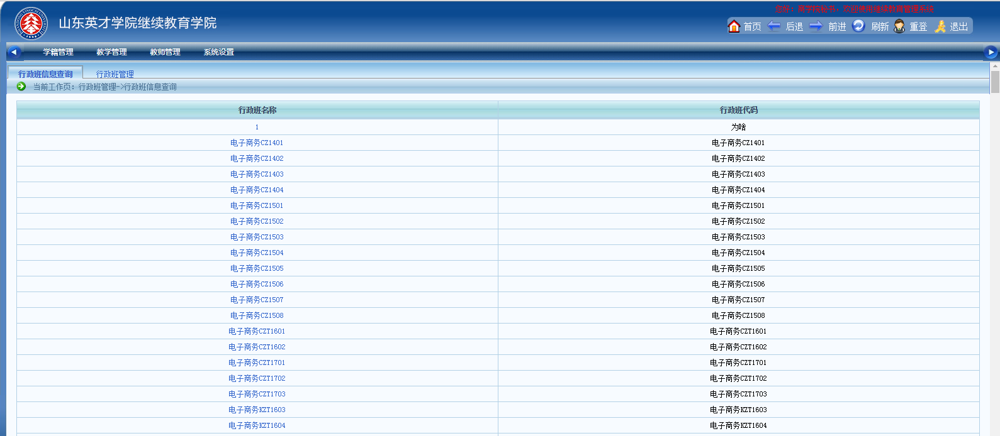 山东英才学院继续教育学院
首页 后退 前进 刷新 重登 退出
学籍管理 教学管理 教师管理 系统设置
行政班信息查询 行政班管理
当前工作页：行政班管理->行政班信息查询
行政班名称 行政班代码
1 为啥
电子商务CZ1401 电子商务CZ1401
电子商务CZ1402 电子商务CZ1402
电子商务CZ1403 电子商务CZ1403
电子商务CZ1404 电子商务CZ1404
电子商务CZ1501 电子商务CZ1501
电子商务CZ1502 电子商务CZ1502
电子商务CZ1503 电子商务CZ1503
电子商务CZ1504 电子商务CZ1504
电子商务CZ1505 电子商务CZ1505
电子商务CZ1506 电子商务CZ1506
电子商务CZ1507 电子商务CZ1507
电子商务CZ1508 电子商务CZ1508
电子商务CZT1601 电子商务CZT1601
电子商务CZT1602 电子商务CZT1602
电子商务CZT1701 电子商务CZT1701
电子商务CZT1702 电子商务CZT1702
电子商务CZT1703 电子商务CZT1703
电子商务KZT1603 电子商务KZT1603
电子商务KZT1604 电子商务KZT1604